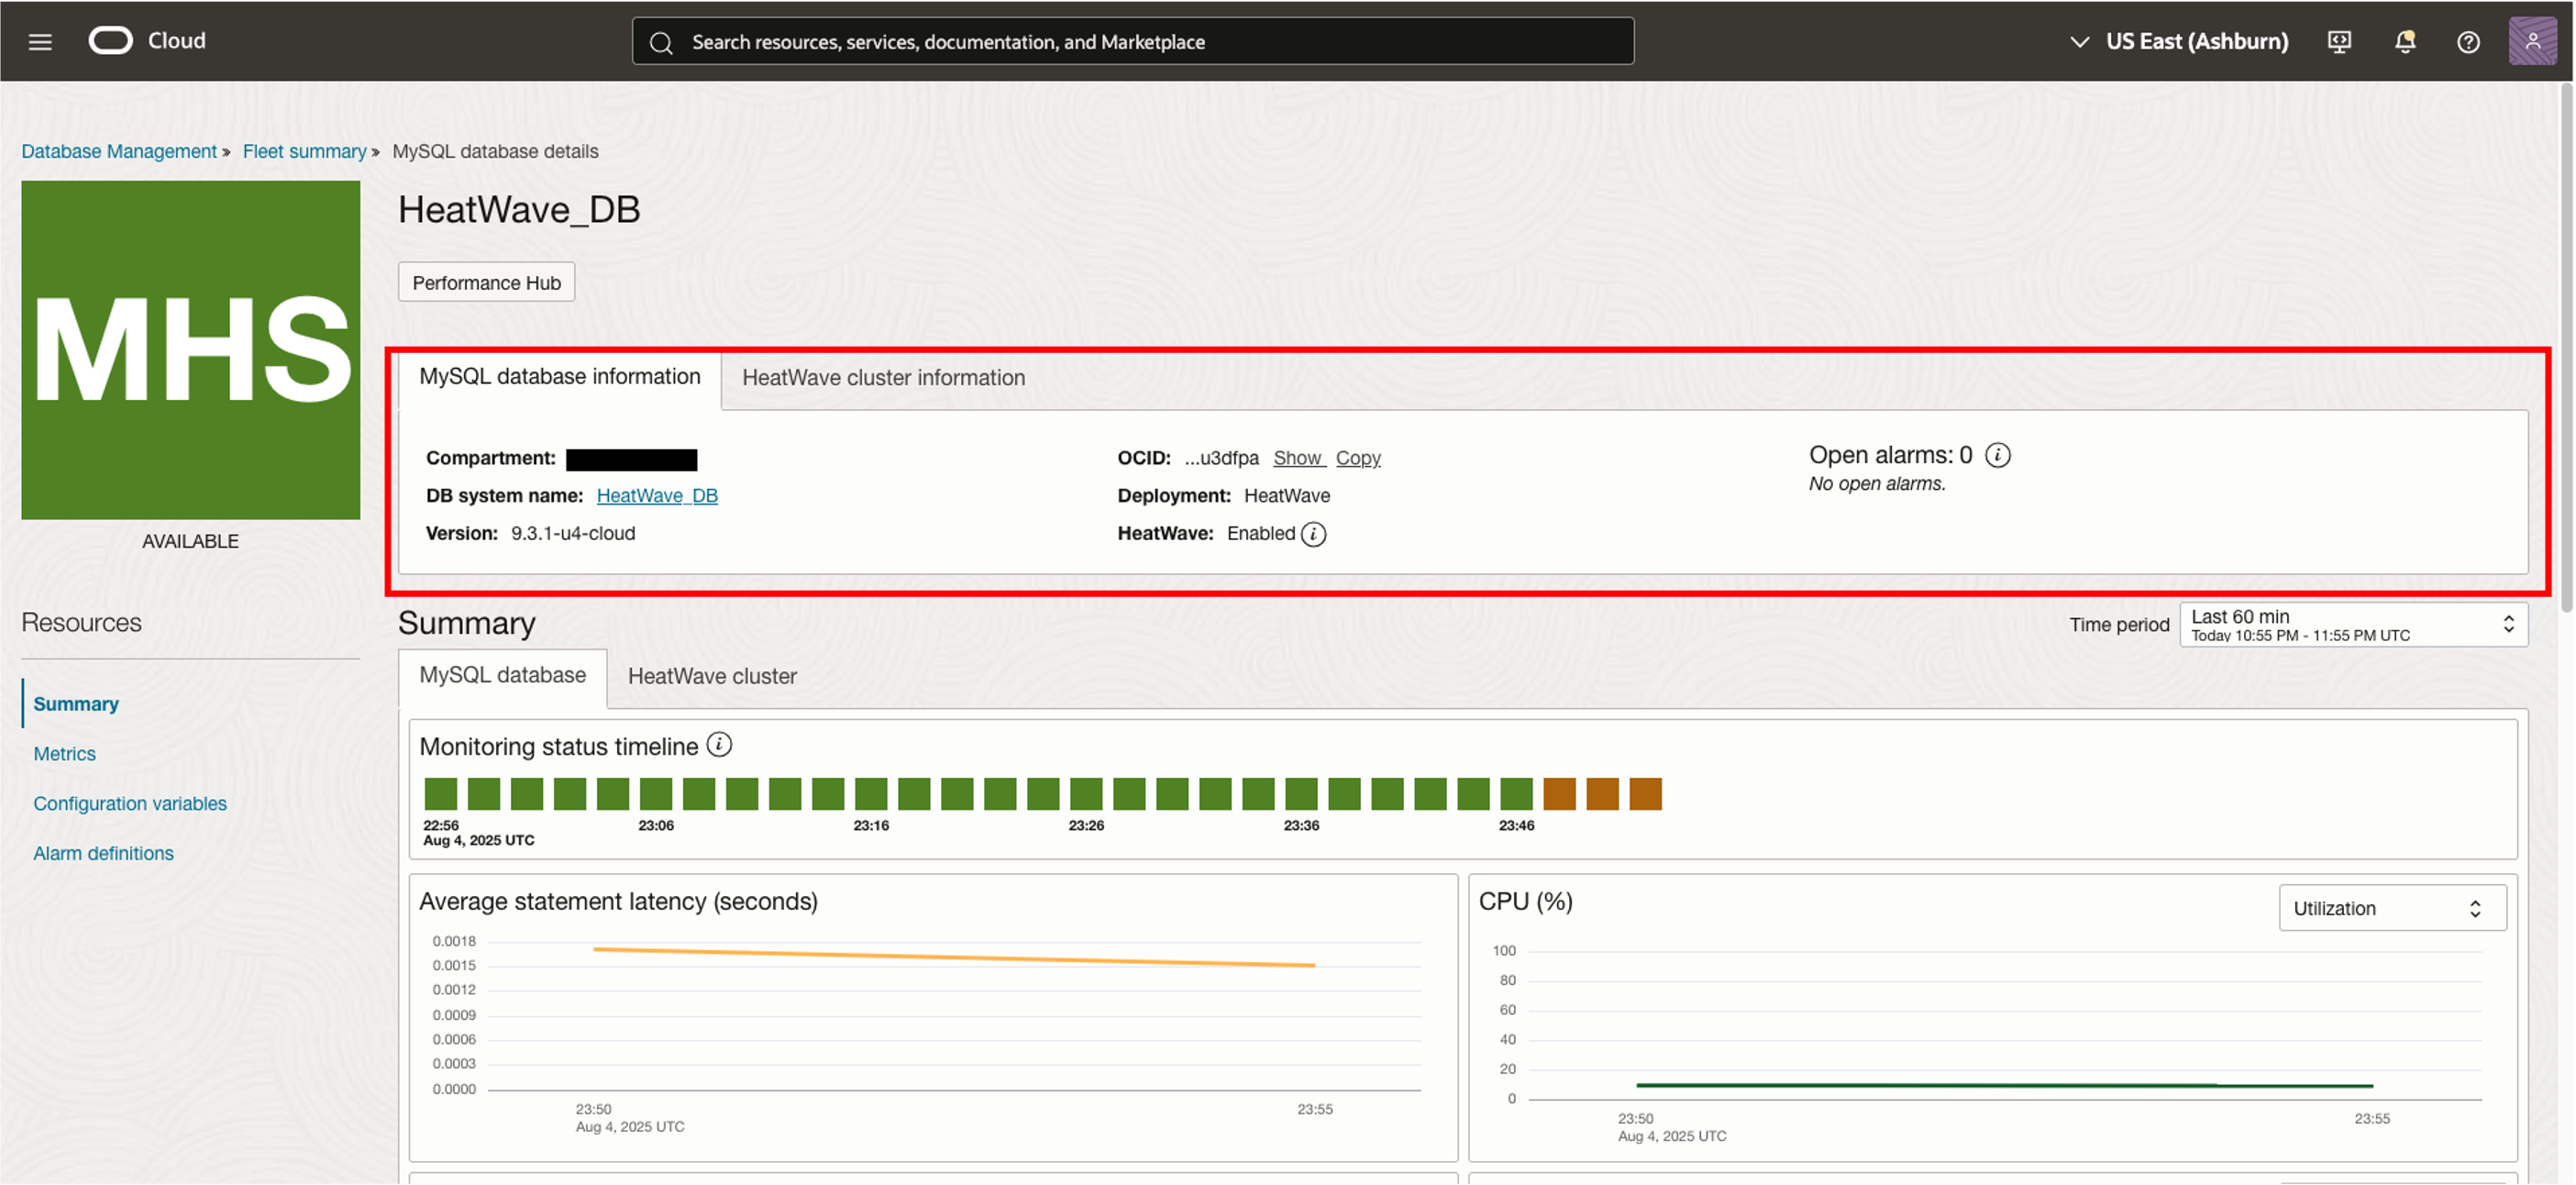 Cloud
Search resources, services, documentation, and Marketplace
US East (Ashburn)
Database Management » Fleet summary » MySQL database details
MHS
AVAILABLE
HeatWave_DB
Performance Hub
MySQL database information
HeatWave cluster information
Compartment:
DB system name: HeatWave_DB
Version: 9.3.1-u4-cloud
OCID: ...u3dfpa Show Copy
Deployment: HeatWave
HeatWave: Enabled
Open alarms: 0
No open alarms.
Resources
Summary
Metrics
Configuration variables
Alarm definitions
Summary
Time period
Last 60 min
Today 10:55 PM - 11:55 PM UTC
MySQL database
HeatWave cluster
Monitoring status timeline
22:56 23:06 23:16 23:26 23:36 23:46
Aug 4, 2025 UTC
Average statement latency (seconds)
0.0018
0.0015
0.0012
0.0009
0.0006
0.0003
0.0000
23:50 23:55
Aug 4, 2025 UTC
CPU (%)
Utilization
100
80
60
40
20
0
23:50 23:55
Aug 4, 2025 UTC